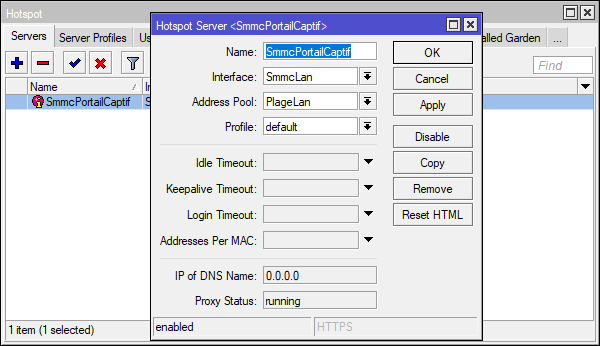 Hotspot
Servers Server Profiles Us alled Garden ...
Find
Name In
SmmcPortailCaptif S
1 item (1 selected)
Hotspot Server <SmmcPortailCaptif>
Name: SmmcPortailCaptif
Interface: SmmcLan
Address Pool: PlageLan
Profile: default
Idle Timeout:
Keepalive Timeout:
Login Timeout:
Addresses Per MAC:
IP of DNS Name: 0.0.0.0
Proxy Status: running
enabled HTTPS
OK
Cancel
Apply
Disable
Copy
Remove
Reset HTML